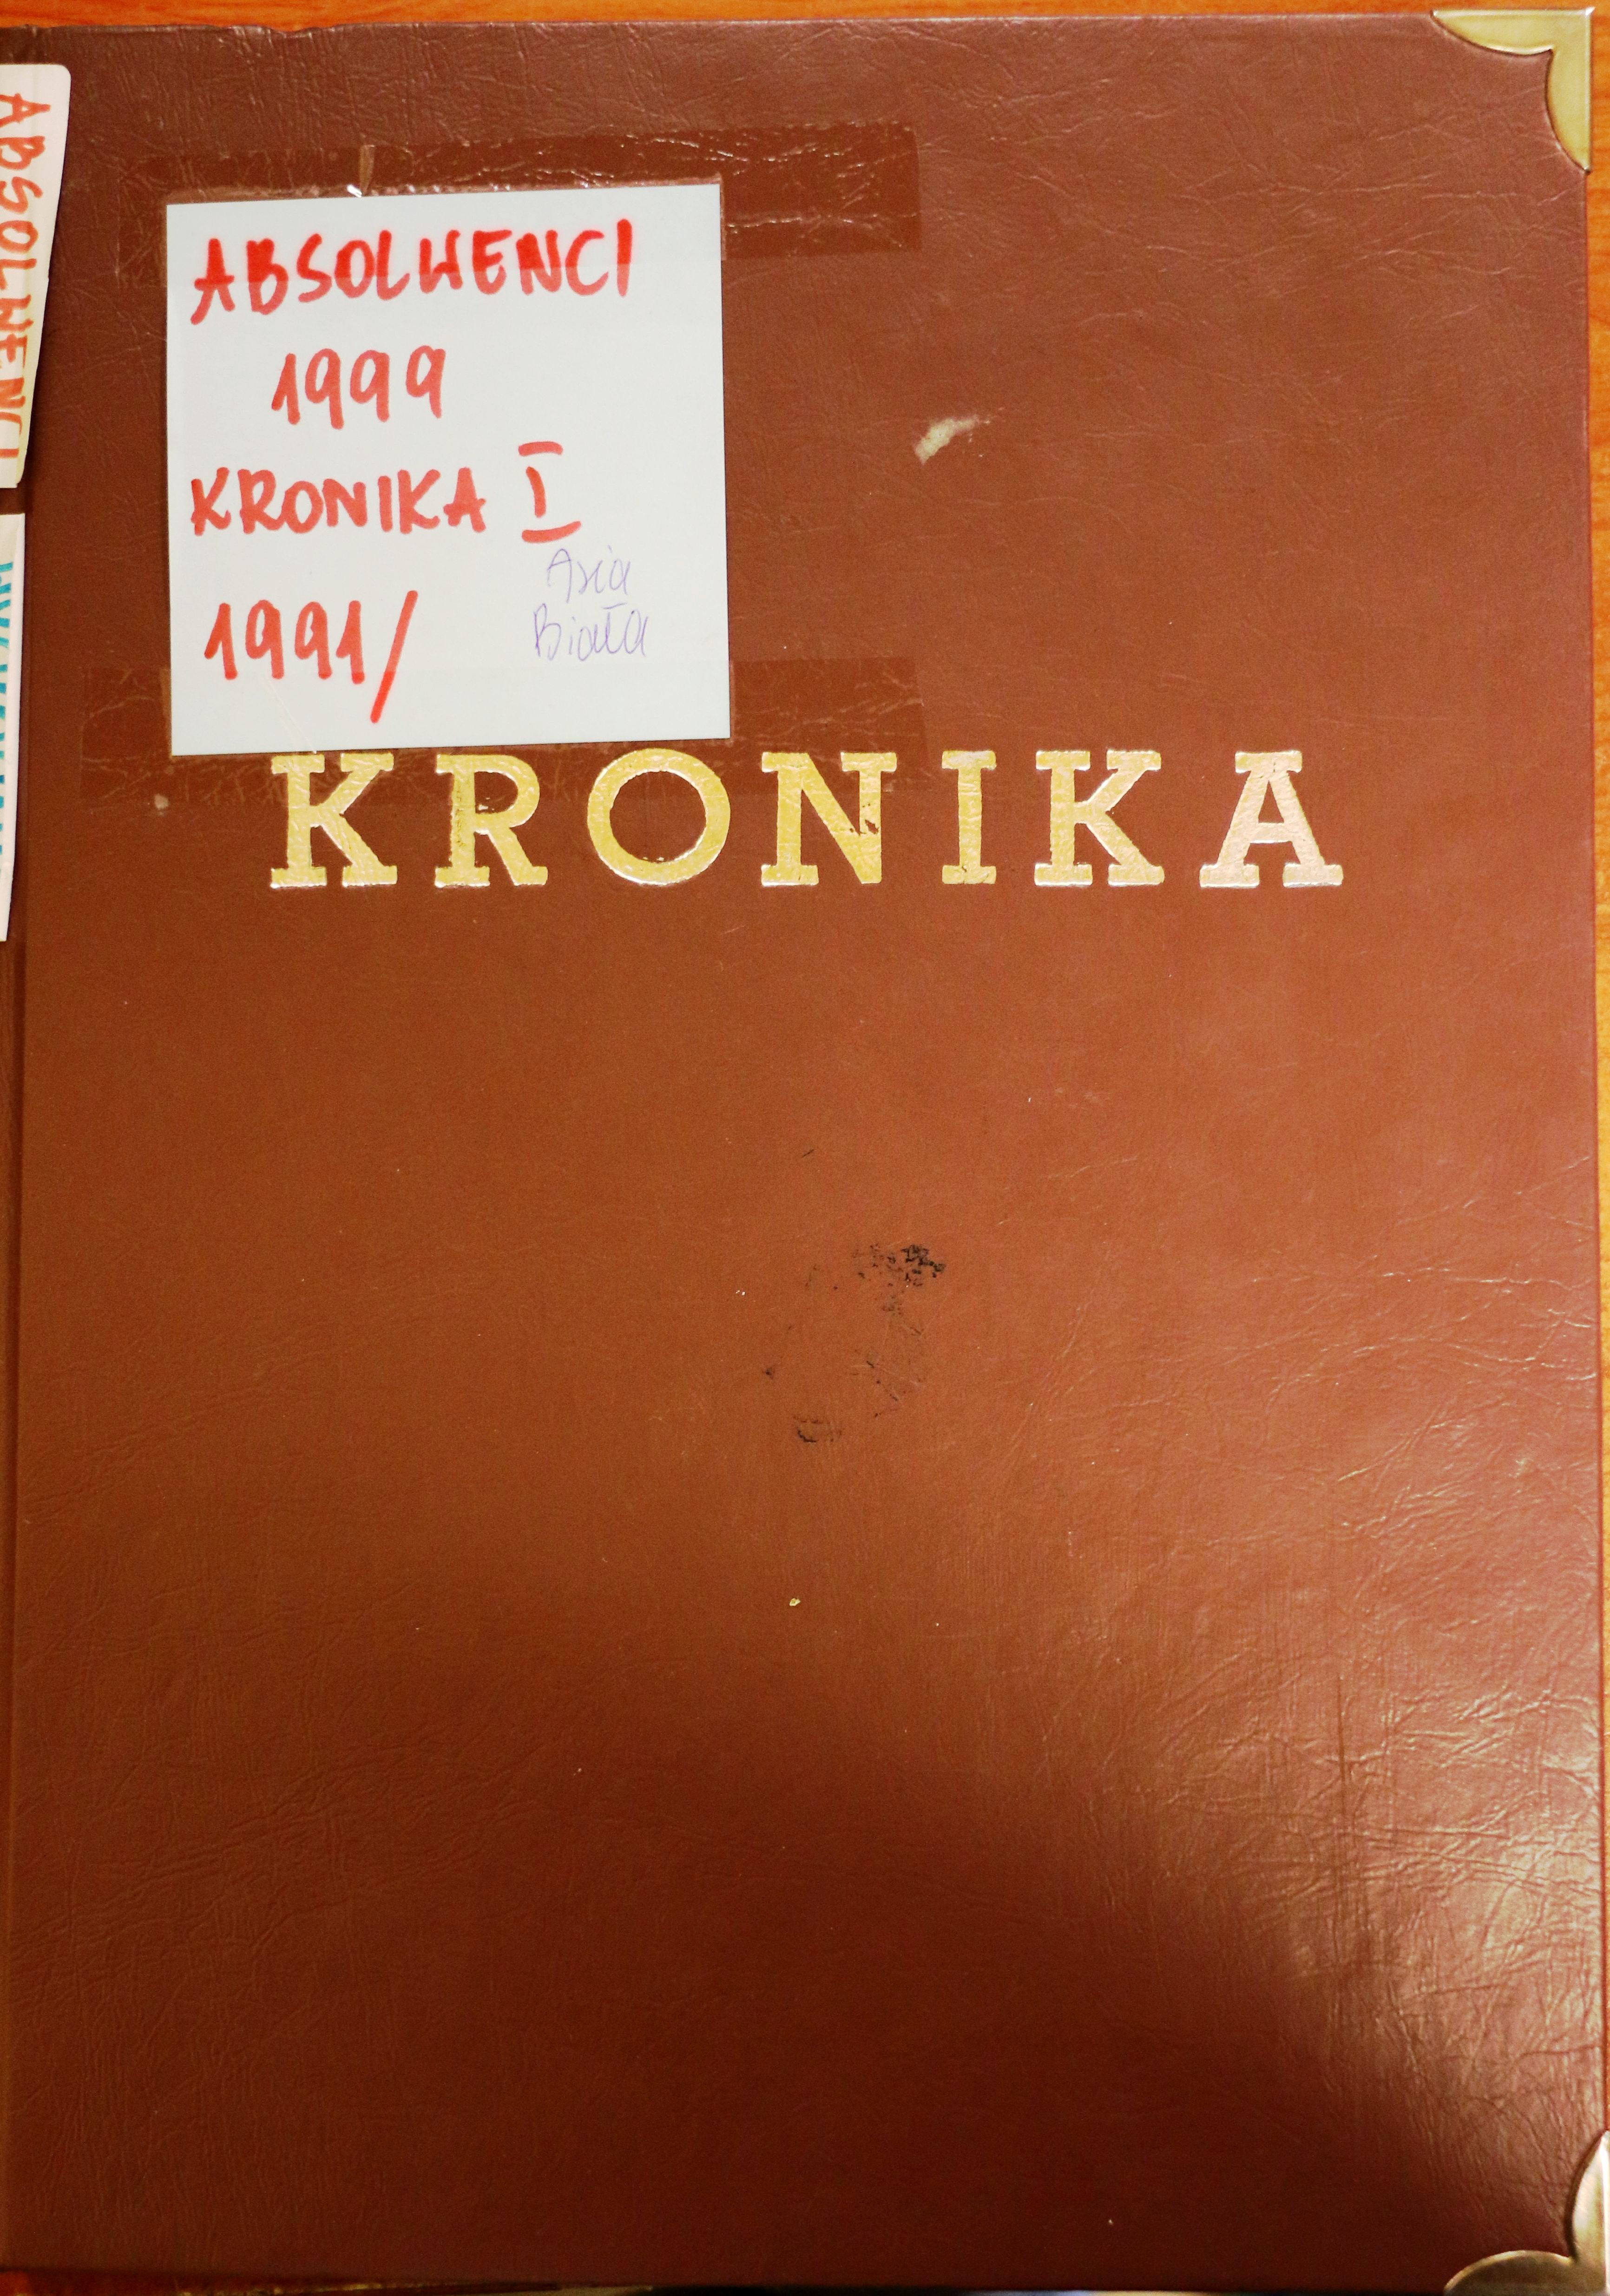 ABSOLWENCI
1999
KRONIKA I
1991/
Asia
Biała
KRONIKA
ABSOLWENCI